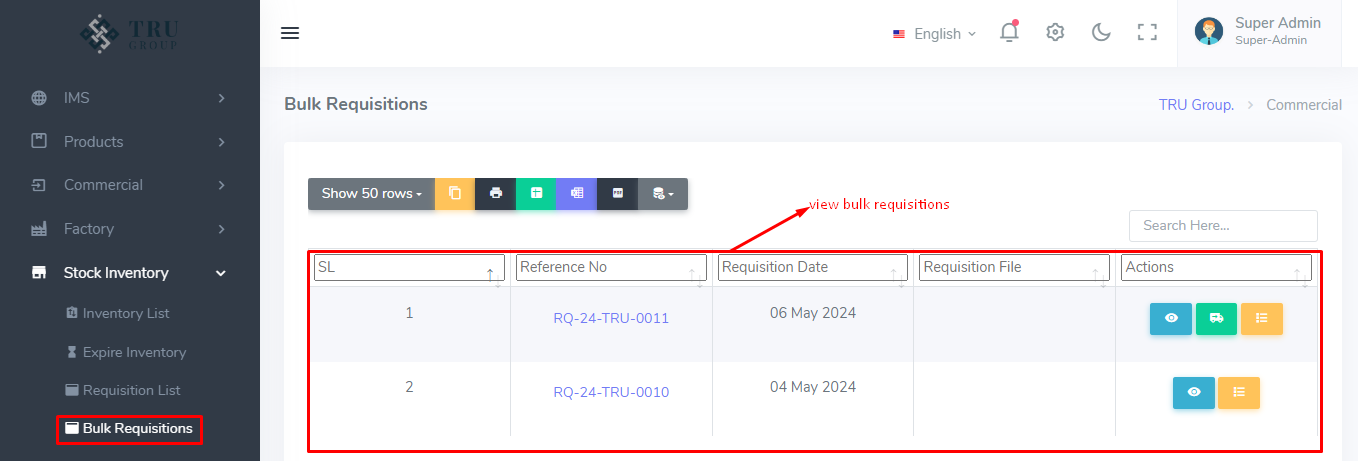 TRU
GROUP
English
Super Admin
Super-Admin
IMS
Products
Commercial
Factory
Stock Inventory
Inventory List
Expire Inventory
Requisition List
Bulk Requisitions
Bulk Requisitions
TRU Group. > Commercial
Show 50 rows
PDF
view bulk requisitions
Search Here...
SL Reference No Requisition Date Requisition File Actions
1 RQ-24-TRU-0011 06 May 2024
2 RQ-24-TRU-0010 04 May 2024